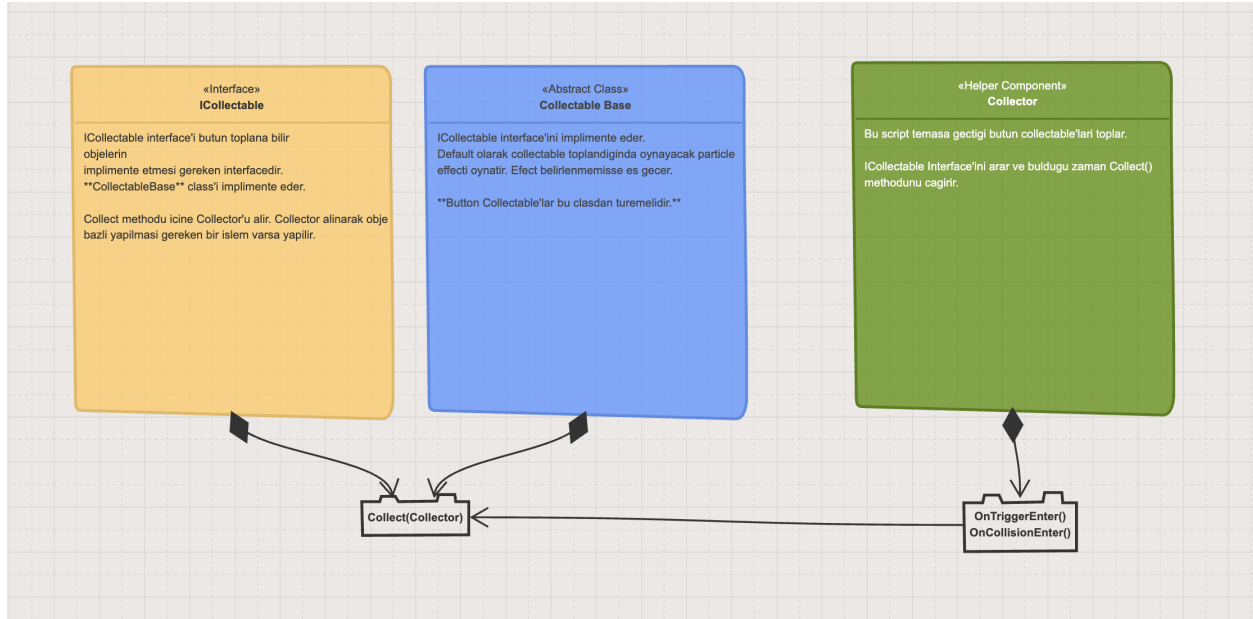 «Interface»
ICollectable
ICollectable interface'i butun toplana bilir
objelerin
implimente etmesi gereken interfacedir.
**CollectableBase** class'i implimente eder.
Collect methodu icine Collector'u alir. Collector alinarak obje
bazli yapilmasi gereken bir islem varsa yapilir.
«Abstract Class»
Collectable Base
ICollectable interface'ini implimente eder.
Default olarak collectable toplandiginda oynayacak particle
effecti oynatir. Efect belirlenmemisse es gecer.
**Button Collectable'lar bu clasdan turemelidir.**
«Helper Component»
Collector
Bu script temasa gectigi butun collectable'lari toplar.
ICollectable Interface'ini arar ve buldugu zaman Collect()
methodunu cagirir.
Collect(Collector)
OnTriggerEnter()
OnCollisionEnter()